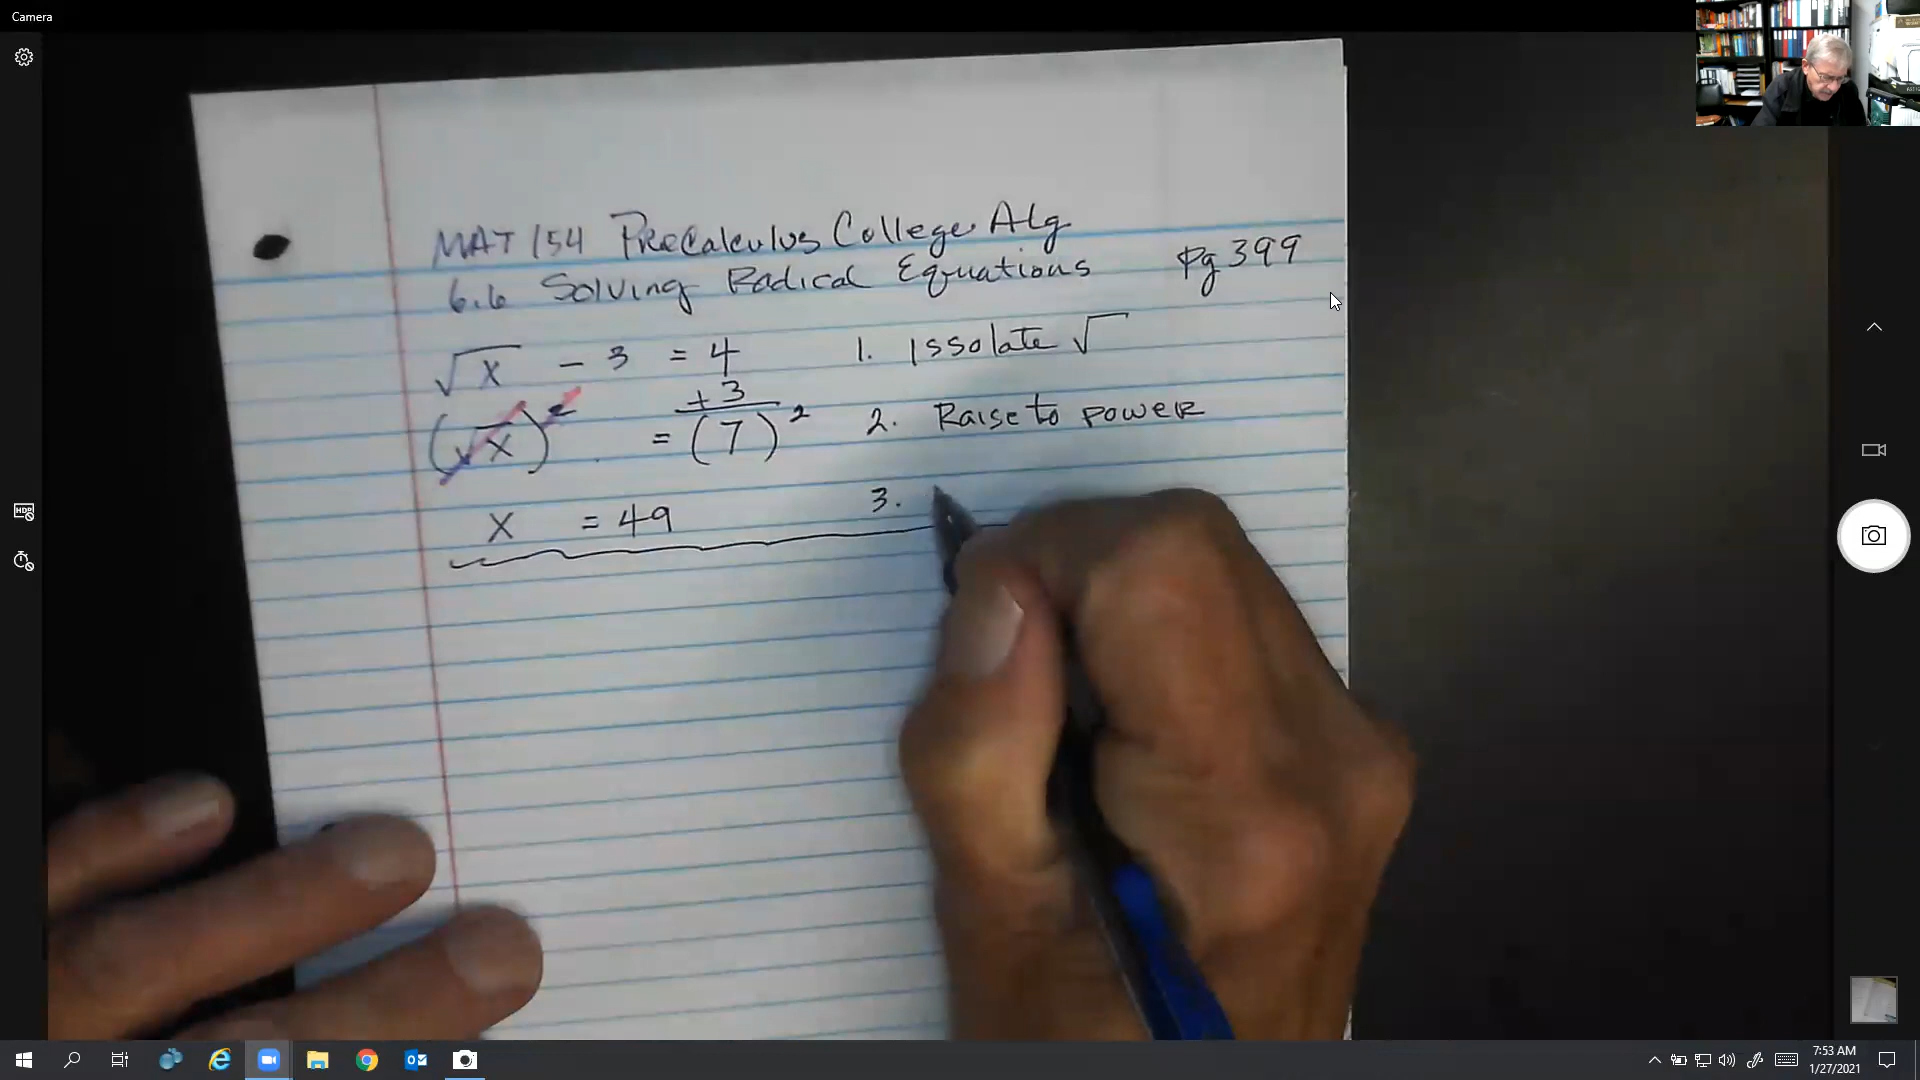 Camera
MAT 154 PreCalculus College Alg
6.6 Solving Radical Equations pg 399
√x - 3 = 4 1. Issolate √
+3
(√x)² = (7)² 2. Raise to power
x = 49 3.
7:53 AM
1/27/2021